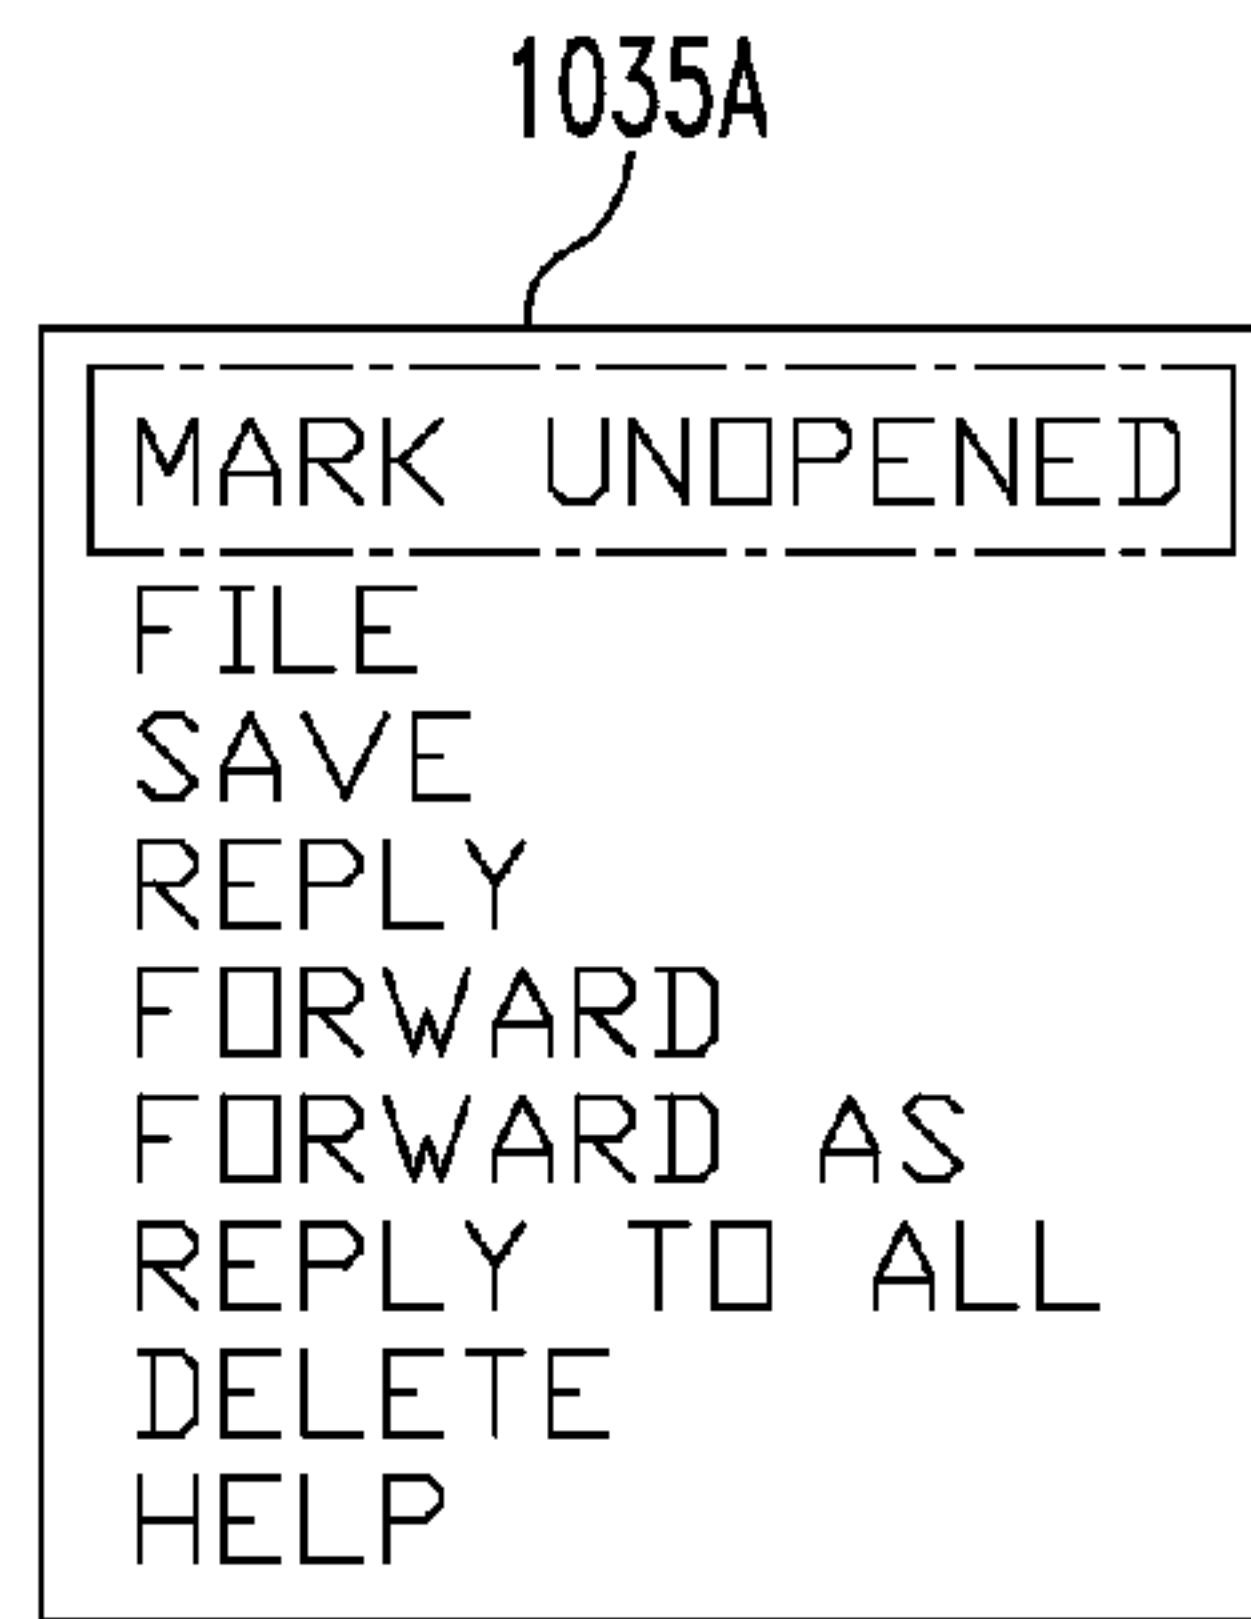 1035A
MARK UNOPENED
FILE
SAVE
REPLY
FORWARD
FORWARD AS
REPLY TO ALL
DELETE
HELP